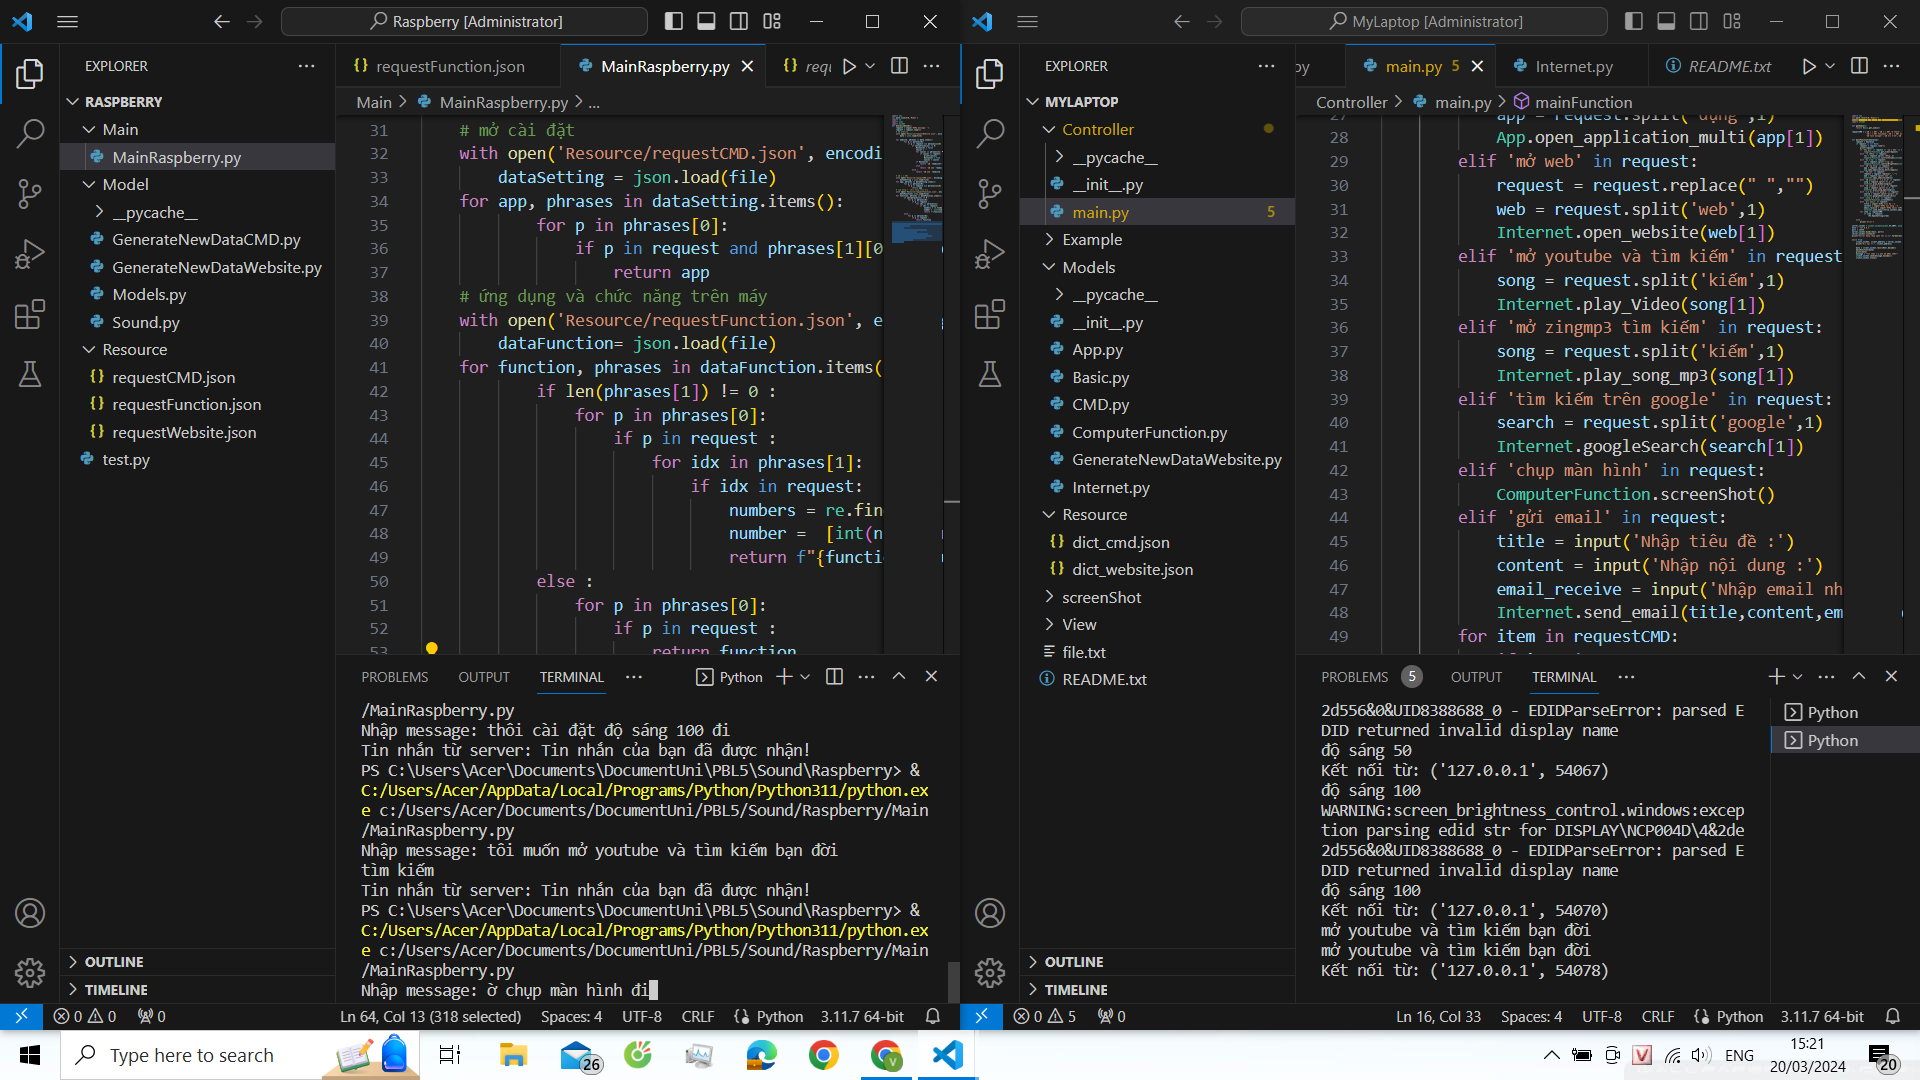 Raspberry [Administrator]
EXPLORER
RASPBERRY
Main
MainRaspberry.py
Model
__pycache__
GenerateNewDataCMD.py
GenerateNewDataWebsite.py
Models.py
Sound.py
Resource
requestCMD.json
requestFunction.json
requestWebsite.json
test.py
OUTLINE
TIMELINE
requestFunction.json
MainRaspberry.py
Main > MainRaspberry.py > ...
31 # mở cài đặt
32 with open('Resource/requestCMD.json', encodi
33 dataSetting = json.load(file)
34 for app, phrases in dataSetting.items():
35 for p in phrases[0]:
36 if p in request and phrases[1][0
37 return app
38 # ứng dụng và chức năng trên máy
39 with open('Resource/requestFunction.json', e
40 dataFunction= json.load(file)
41 for function, phrases in dataFunction.items(
42 if len(phrases[1]) != 0 :
43 for p in phrases[0]:
44 if p in request :
45 for idx in phrases[1]:
46 if idx in request:
47 numbers = re.fin
48 number = [int(n
49 return f"{functi
50 else :
51 for p in phrases[0]:
52 if p in request :
53 return function
PROBLEMS OUTPUT TERMINAL ... Python
/MainRaspberry.py
Nhập message: thôi cài đặt độ sáng 100 đi
Tin nhắn từ server: Tin nhắn của bạn đã được nhận!
PS C:\Users\Acer\Documents\DocumentUni\PBL5\Sound\Raspberry> &
C:/Users/Acer/AppData/Local/Programs/Python/Python311/python.ex
e c:/Users/Acer/Documents/DocumentUni/PBL5/Sound/Raspberry/Main
/MainRaspberry.py
Nhập message: tôi muốn mở youtube và tìm kiếm bạn đời
tìm kiếm
Tin nhắn từ server: Tin nhắn của bạn đã được nhận!
PS C:\Users\Acer\Documents\DocumentUni\PBL5\Sound\Raspberry> &
C:/Users/Acer/AppData/Local/Programs/Python/Python311/python.ex
e c:/Users/Acer/Documents/DocumentUni/PBL5/Sound/Raspberry/Main
/MainRaspberry.py
Nhập message: ờ chụp màn hình đi
0 0 0 Ln 64, Col 13 (318 selected) Spaces: 4 UTF-8 CRLF Python 3.11.7 64-bit
MyLaptop [Administrator]
EXPLORER
MYLAPTOP
Controller
__pycache__
__init__.py
main.py 5
Example
Models
__pycache__
__init__.py
App.py
Basic.py
CMD.py
ComputerFunction.py
GenerateNewDataWebsite.py
Internet.py
Resource
dict_cmd.json
dict_website.json
screenShot
View
file.txt
README.txt
OUTLINE
TIMELINE
py main.py 5 Internet.py README.txt
Controller > main.py > mainFunction
27 app = request.split('dụng',1)
28 App.open_application_multi(app[1])
29 elif 'mở web' in request:
30 request = request.replace(" ","")
31 web = request.split('web',1)
32 Internet.open_website(web[1])
33 elif 'mở youtube và tìm kiếm' in request
34 song = request.split('kiếm',1)
35 Internet.play_Video(song[1])
36 elif 'mở zingmp3 tìm kiếm' in request:
37 song = request.split('kiếm',1)
38 Internet.play_song_mp3(song[1])
39 elif 'tìm kiếm trên google' in request:
40 search = request.split('google',1)
41 Internet.googleSearch(search[1])
42 elif 'chụp màn hình' in request:
43 ComputerFunction.screenShot()
44 elif 'gửi email' in request:
45 title = input('Nhập tiêu đề :')
46 content = input('Nhập nội dung :')
47 email_receive = input('Nhập email nh
48 Internet.send_email(title,content,em
49 for item in requestCMD:
PROBLEMS 5 OUTPUT TERMINAL ...
2d556&0&UID8388688_0 - EDIDParseError: parsed E
DID returned invalid display name
độ sáng 50
Kết nối từ: ('127.0.0.1', 54067)
độ sáng 100
WARNING:screen_brightness_control.windows:excep
tion parsing edid str for DISPLAY\NCP004D\4&2de
2d556&0&UID8388688_0 - EDIDParseError: parsed E
DID returned invalid display name
độ sáng 100
Kết nối từ: ('127.0.0.1', 54070)
mở youtube và tìm kiếm bạn đời
mở youtube và tìm kiếm bạn đời
Kết nối từ: ('127.0.0.1', 54078)
Python
Python
0 5 0 Ln 16, Col 33 Spaces: 4 UTF-8 CRLF Python 3.11.7 64-bit
Type here to search
26
ENG
15:21
20/03/2024
20